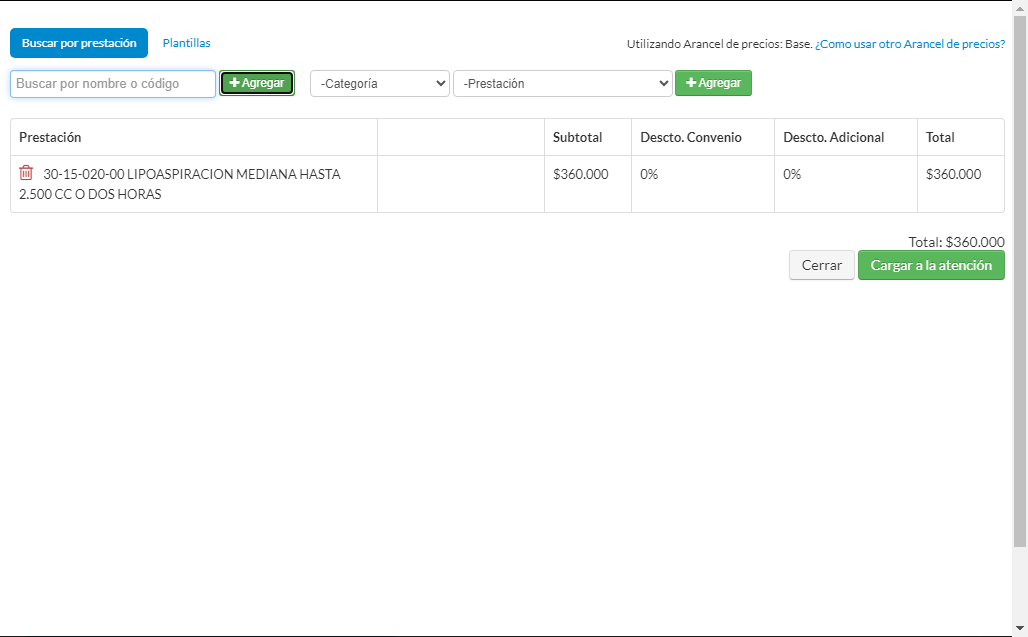 Buscar por prestación Plantillas Utilizando Arancel de precios: Base. ¿Como usar otro Arancel de precios?
Buscar por nombre o código + Agregar -Categoría -Prestación + Agregar
Prestación Subtotal Descto. Convenio Descto. Adicional Total
30-15-020-00 LIPOASPIRACION MEDIANA HASTA $360.000 0% 0% $360.000
2.500 CC O DOS HORAS
Total: $360.000
Cerrar Cargar a la atención